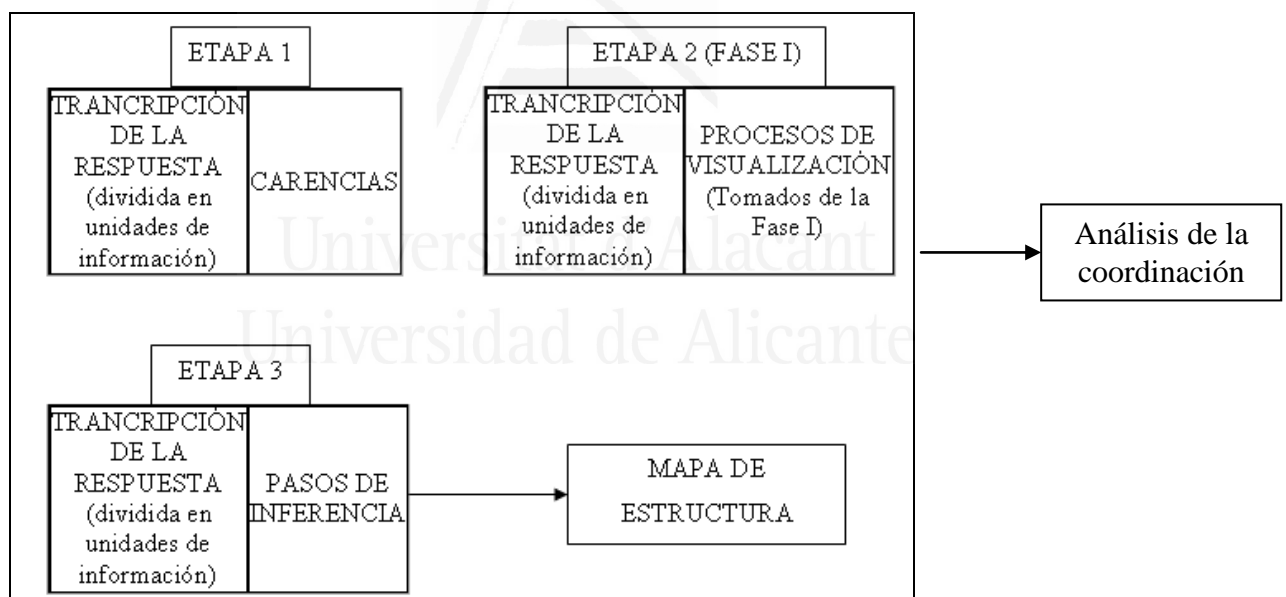 ETAPA 1
TRANCRIPCIÓN
DE LA
RESPUESTA
(dividida en
unidades de
información)
CARENCIAS
ETAPA 2 (FASE I)
TRANCRIPCIÓN
DE LA
RESPUESTA
(dividida en
unidades de
información)
PROCESOS DE
VISUALIZACIÓN
(Tomados de la
Fase I)
Universitat d'Alacant
Universidad de Alicante
Análisis de la
coordinación
ETAPA 3
TRANCRIPCIÓN
DE LA
RESPUESTA
(dividida en
unidades de
información)
PASOS DE
INFERENCIA
MAPA DE
ESTRUCTURA